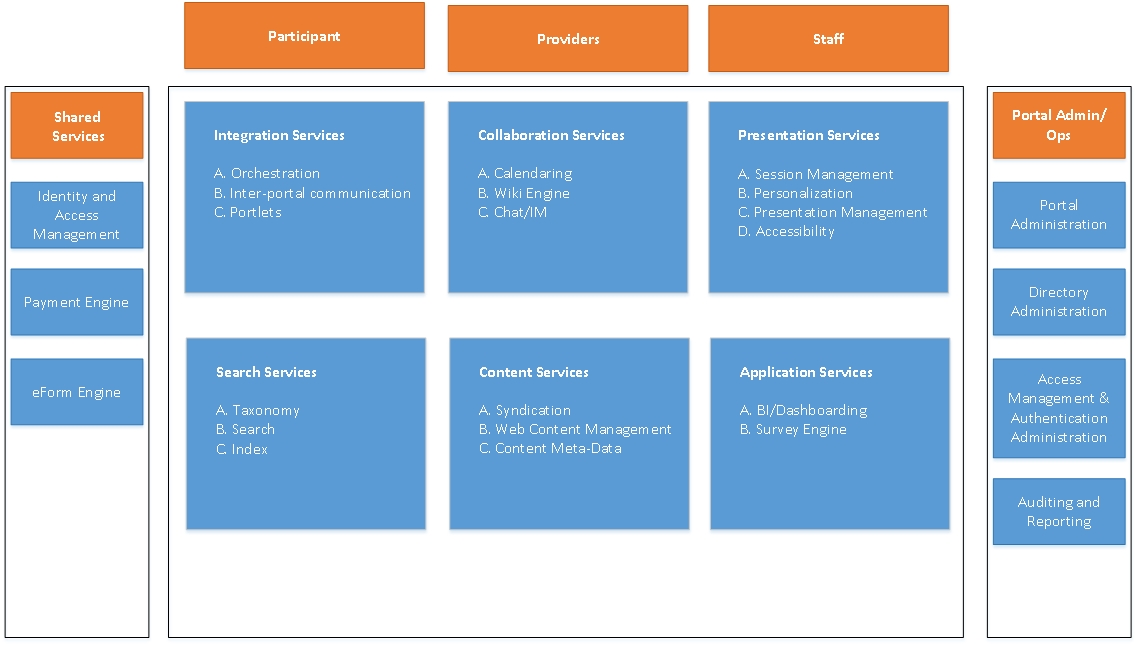 Participant
Providers
Staff
Shared
Services
Identity and
Access
Management
Payment Engine
eForm Engine
Integration Services
A. Orchestration
B. Inter-portal communication
C. Portlets
Collaboration Services
A. Calendaring
B. Wiki Engine
C. Chat/IM
Presentation Services
A. Session Management
B. Personalization
C. Presentation Management
D. Accessibility
Search Services
A. Taxonomy
B. Search
C. Index
Content Services
A. Syndication
B. Web Content Management
C. Content Meta-Data
Application Services
A. BI/Dashboarding
B. Survey Engine
Portal Admin/
Ops
Portal
Administration
Directory
Administration
Access
Management &
Authentication
Administration
Auditing and
Reporting